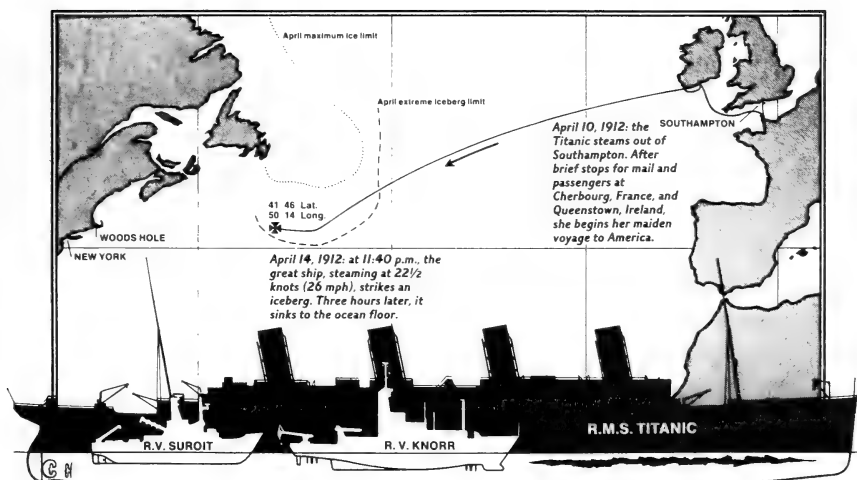 April maximum ice limit
April extreme iceberg limit
SOUTHAMPTON
April 10, 1912: the
Titanic steams out of
Southampton. After
brief stops for mail and
passengers at
Cherbourg, France, and
Queenstown, Ireland,
she begins her maiden
voyage to America.
41 46 Lat.
50 14 Long.
WOODS HOLE
NEW YORK
April 14, 1912: at 11:40 p.m., the
great ship, steaming at 22½
knots (26 mph), strikes an
iceberg. Three hours later, it
sinks to the ocean floor.
R.M.S. TITANIC
R.V. SUROIT
R. V. KNORR